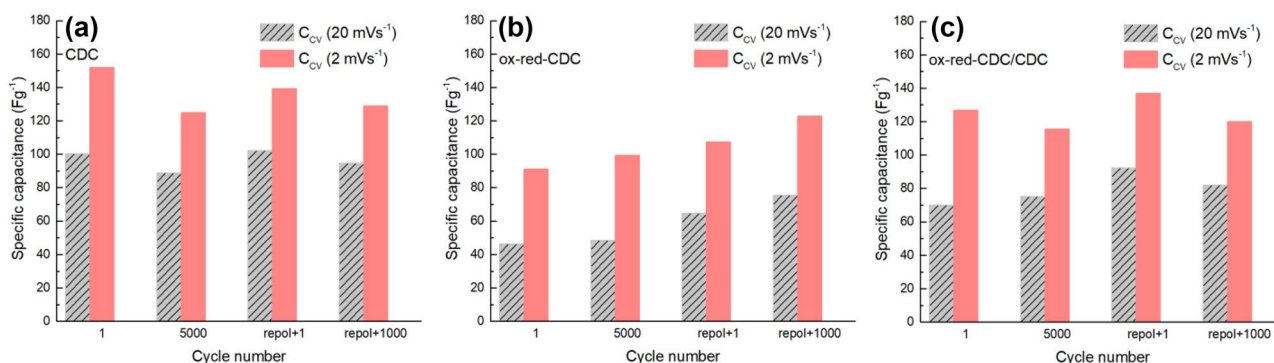 (a)
CDC
C_CV (20 mVs⁻¹)
C_CV (2 mVs⁻¹)
Specific capacitance (Fg⁻¹)
180
160
140
120
100
80
60
40
20
0
1 5000 repol+1 repol+1000
Cycle number
(b)
ox-red-CDC
C_CV (20 mVs⁻¹)
C_CV (2 mVs⁻¹)
Specific capacitance (Fg⁻¹)
180
160
140
120
100
80
60
40
20
0
1 5000 repol+1 repol+1000
Cycle number
(c)
ox-red-CDC/CDC
C_CV (20 mVs⁻¹)
C_CV (2 mVs⁻¹)
Specific capacitance (Fg⁻¹)
180
160
140
120
100
80
60
40
20
0
1 5000 repol+1 repol+1000
Cycle number